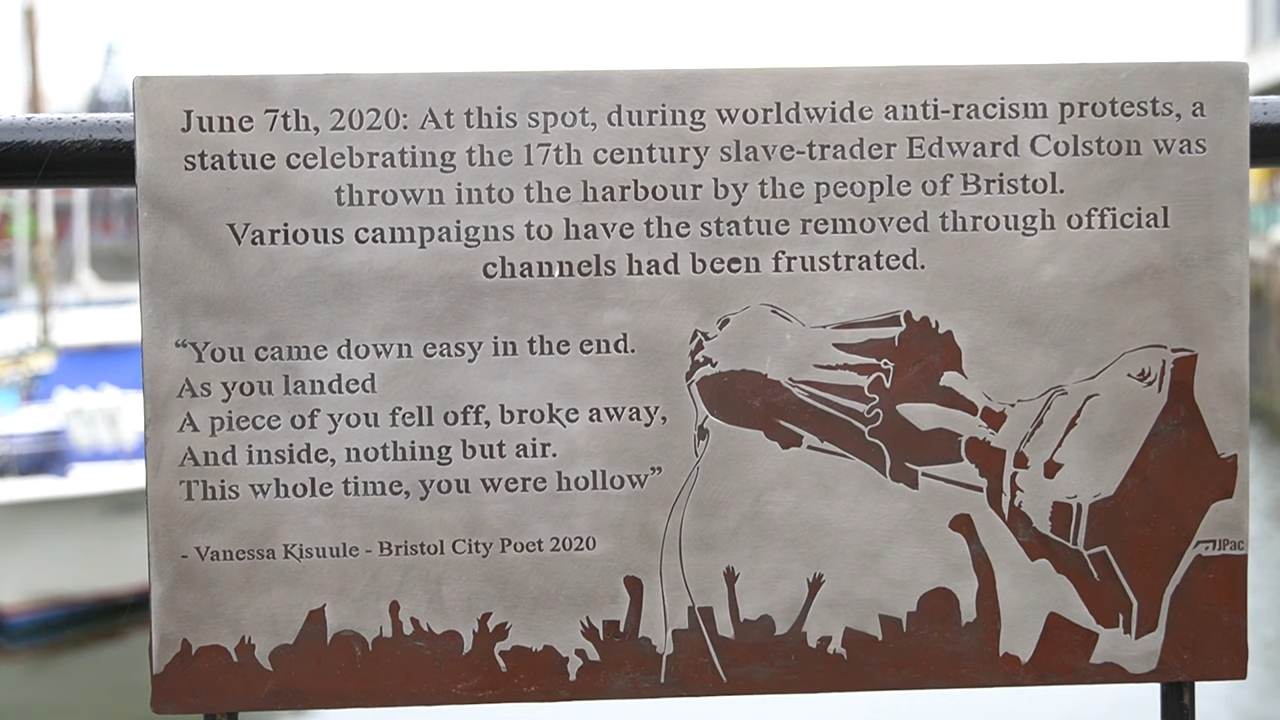 June 7th, 2020: At this spot, during worldwide anti-racism protests, a
statue celebrating the 17th century slave-trader Edward Colston was
thrown into the harbour by the people of Bristol.
Various campaigns to have the statue removed through official
channels had been frustrated.
“You came down easy in the end.
As you landed
A piece of you fell off, broke away,
And inside, nothing but air.
This whole time, you were hollow”
- Vanessa Kisuule - Bristol City Poet 2020
JPac